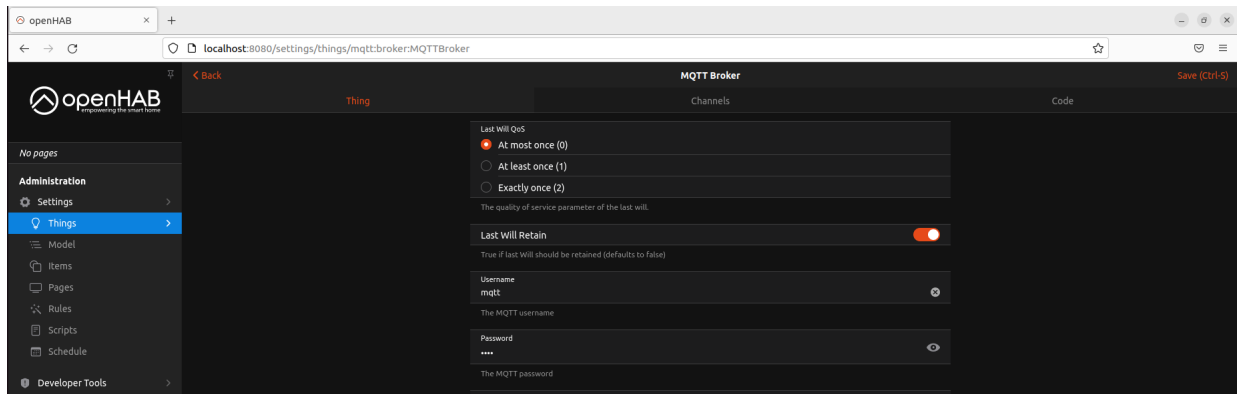 openHAB
localhost:8080/settings/things/mqtt:broker:MQTTBroker
openHAB
empowering the smart home
Back
MQTT Broker
Save (Ctrl-S)
Thing
Channels
Code
No pages
Administration
Settings
Things
Model
Items
Pages
Rules
Scripts
Schedule
Developer Tools
Last Will QoS
At most once (0)
At least once (1)
Exactly once (2)
The quality of service parameter of the last will.
Last Will Retain
True if last Will should be retained (defaults to false)
Username
mqtt
The MQTT username
Password
••••
The MQTT password